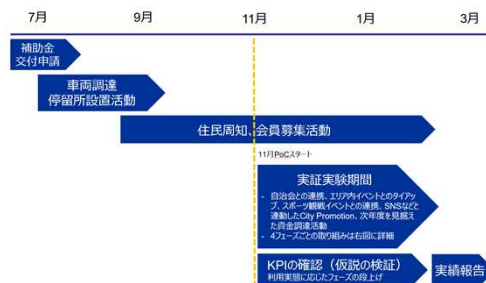 7月 9月 11月 1月 3月
補助金
交付申請
車両調達
停留所設置活動
住民周知、会員募集活動
11月PoCスタート
実証実験期間
- 自治会との連携、エリア内イベントとのタイアッ
プ、スポーツ観戦イベントとの連携、SNSなどと
連動したCity Promotion、次年度を見据え
た資金調達活動
- 4フェーズごとの取り組みは右図に詳細
KPIの確認（仮説の検証）
利用実態に応じたフェーズの段上げ
実績報告